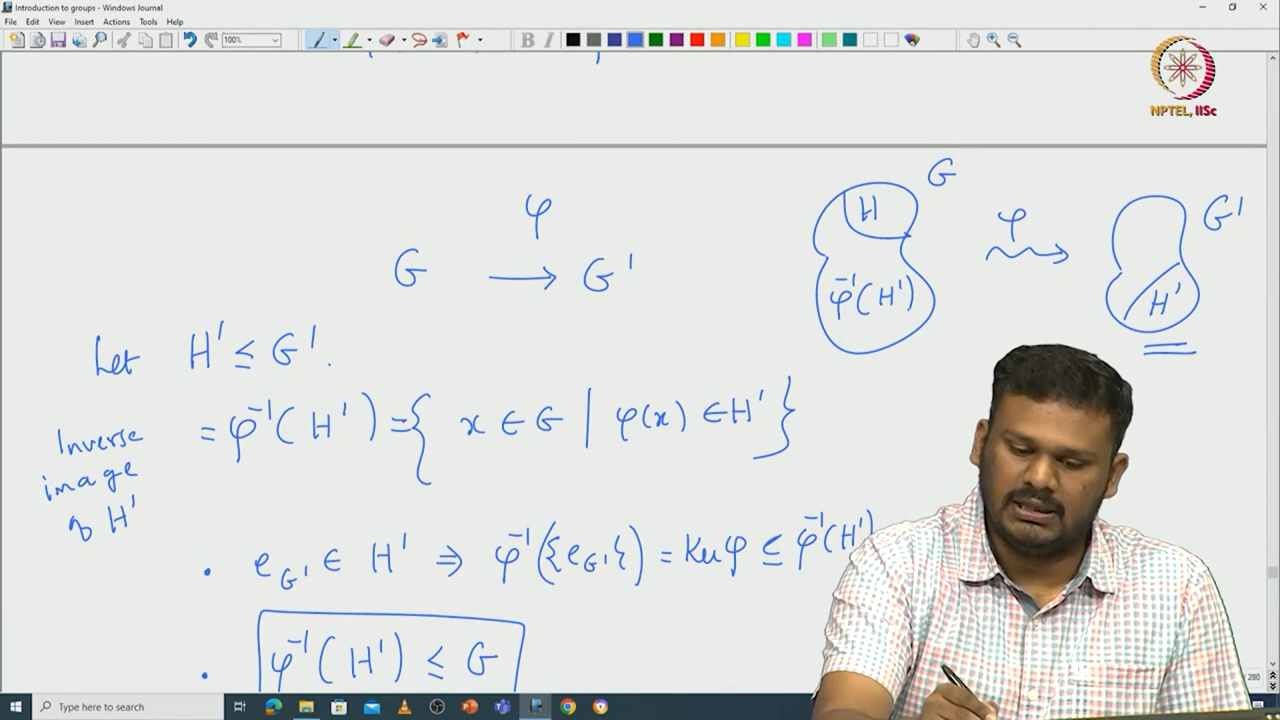 Introduction to groups - Windows Journal
File Edit View Insert Actions Tools Help
100%
B I
NPTEL, IISc
φ
G → G'
H G
φ⁻¹(H')
φ
G'
H'
Let H' ≤ G'.
Inverse image of H' = φ⁻¹(H') = { x ∈ G | φ(x) ∈ H' }
• e_G' ∈ H' ⇒ φ⁻¹({e_G'}) = Ker φ ≤ φ⁻¹(H')
• φ⁻¹(H') ≤ G
280
Type here to search